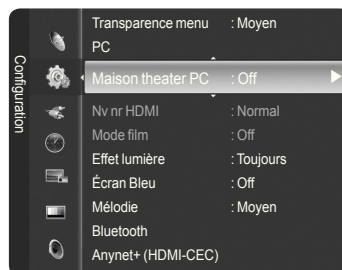 Configuration
Transparence menu : Moyen
PC
Maison theater PC : Off
Nv nr HDMI : Normal
Mode film : Off
Effet lumière : Toujours
Écran Bleu : Off
Mélodie : Moyen
Bluetooth
Anynet+ (HDMI-CEC)